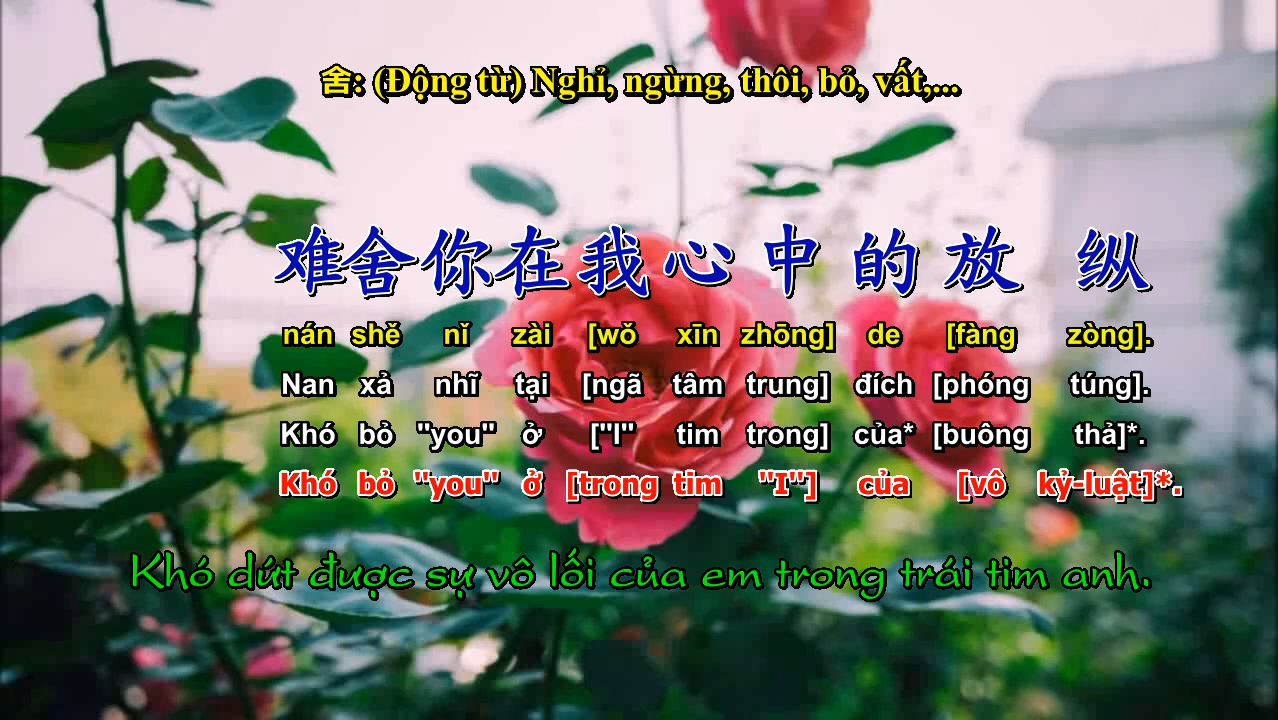 舍: (Động từ) Nghỉ, ngừng, thôi, bỏ, vất,...
难舍你在我心中的放纵
nán shě nǐ zài [wǒ xīn zhōng] de [fàng zòng].
Nan xả nhĩ tại [ngã tâm trung] đích [phóng túng].
Khó bỏ "you" ở ["I" tim trong] của* [buông thả]*.
Khó bỏ "you" ở [trong tim "I"] của [vô kỷ-luật]*.
Khó dứt được sự vô lối của em trong trái tim anh.